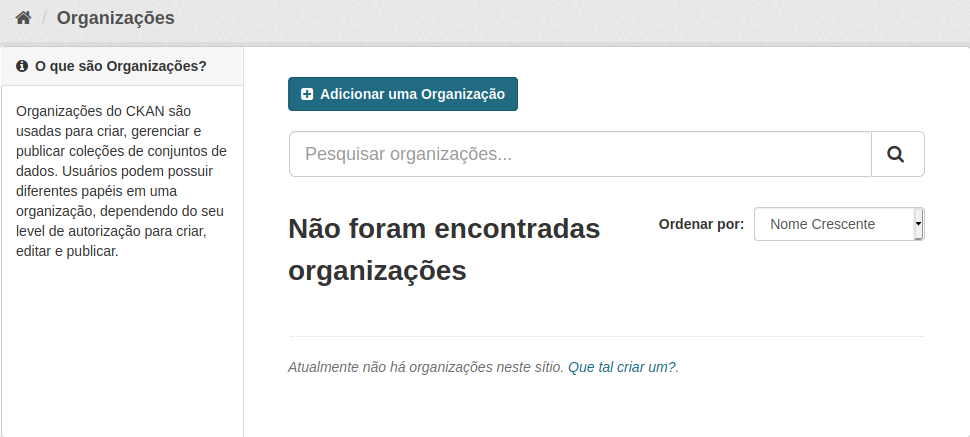 / Organizações
O que são Organizações?
Organizações do CKAN são
usadas para criar, gerenciar e
publicar coleções de conjuntos de
dados. Usuários podem possuir
diferentes papéis em uma
organização, dependendo do seu
level de autorização para criar,
editar e publicar.
Adicionar uma Organização
Pesquisar organizações...
Não foram encontradas
organizações
Ordenar por: Nome Crescente
Atualmente não há organizações neste sítio. Que tal criar um?.